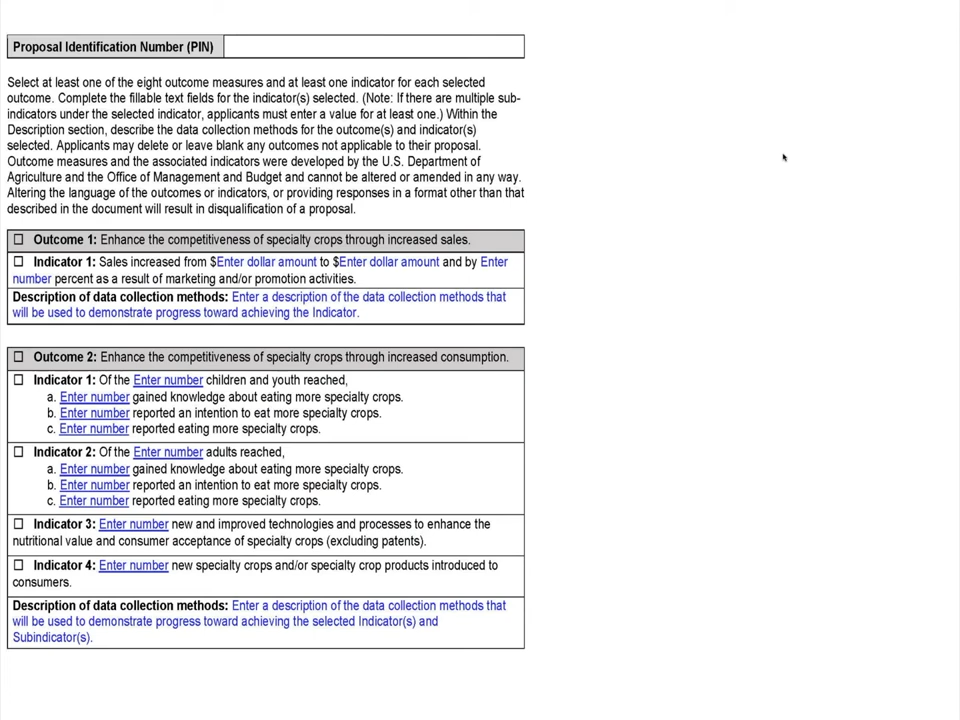 Proposal Identification Number (PIN)
Select at least one of the eight outcome measures and at least one indicator for each selected
outcome. Complete the fillable text fields for the indicator(s) selected. (Note: If there are multiple sub-
indicators under the selected indicator, applicants must enter a value for at least one.) Within the
Description section, describe the data collection methods for the outcome(s) and indicator(s)
selected. Applicants may delete or leave blank any outcomes not applicable to their proposal.
Outcome measures and the associated indicators were developed by the U.S. Department of
Agriculture and the Office of Management and Budget and cannot be altered or amended in any way.
Altering the language of the outcomes or indicators, or providing responses in a format other than that
described in the document will result in disqualification of a proposal.
☐ Outcome 1: Enhance the competitiveness of specialty crops through increased sales.
☐ Indicator 1: Sales increased from $Enter dollar amount to $Enter dollar amount and by Enter
number percent as a result of marketing and/or promotion activities.
Description of data collection methods: Enter a description of the data collection methods that
will be used to demonstrate progress toward achieving the Indicator.
☐ Outcome 2: Enhance the competitiveness of specialty crops through increased consumption.
☐ Indicator 1: Of the Enter number children and youth reached,
a. Enter number gained knowledge about eating more specialty crops.
b. Enter number reported an intention to eat more specialty crops.
c. Enter number reported eating more specialty crops.
☐ Indicator 2: Of the Enter number adults reached,
a. Enter number gained knowledge about eating more specialty crops.
b. Enter number reported an intention to eat more specialty crops.
c. Enter number reported eating more specialty crops.
☐ Indicator 3: Enter number new and improved technologies and processes to enhance the
nutritional value and consumer acceptance of specialty crops (excluding patents).
☐ Indicator 4: Enter number new specialty crops and/or specialty crop products introduced to
consumers.
Description of data collection methods: Enter a description of the data collection methods that
will be used to demonstrate progress toward achieving the selected Indicator(s) and
Subindicator(s).